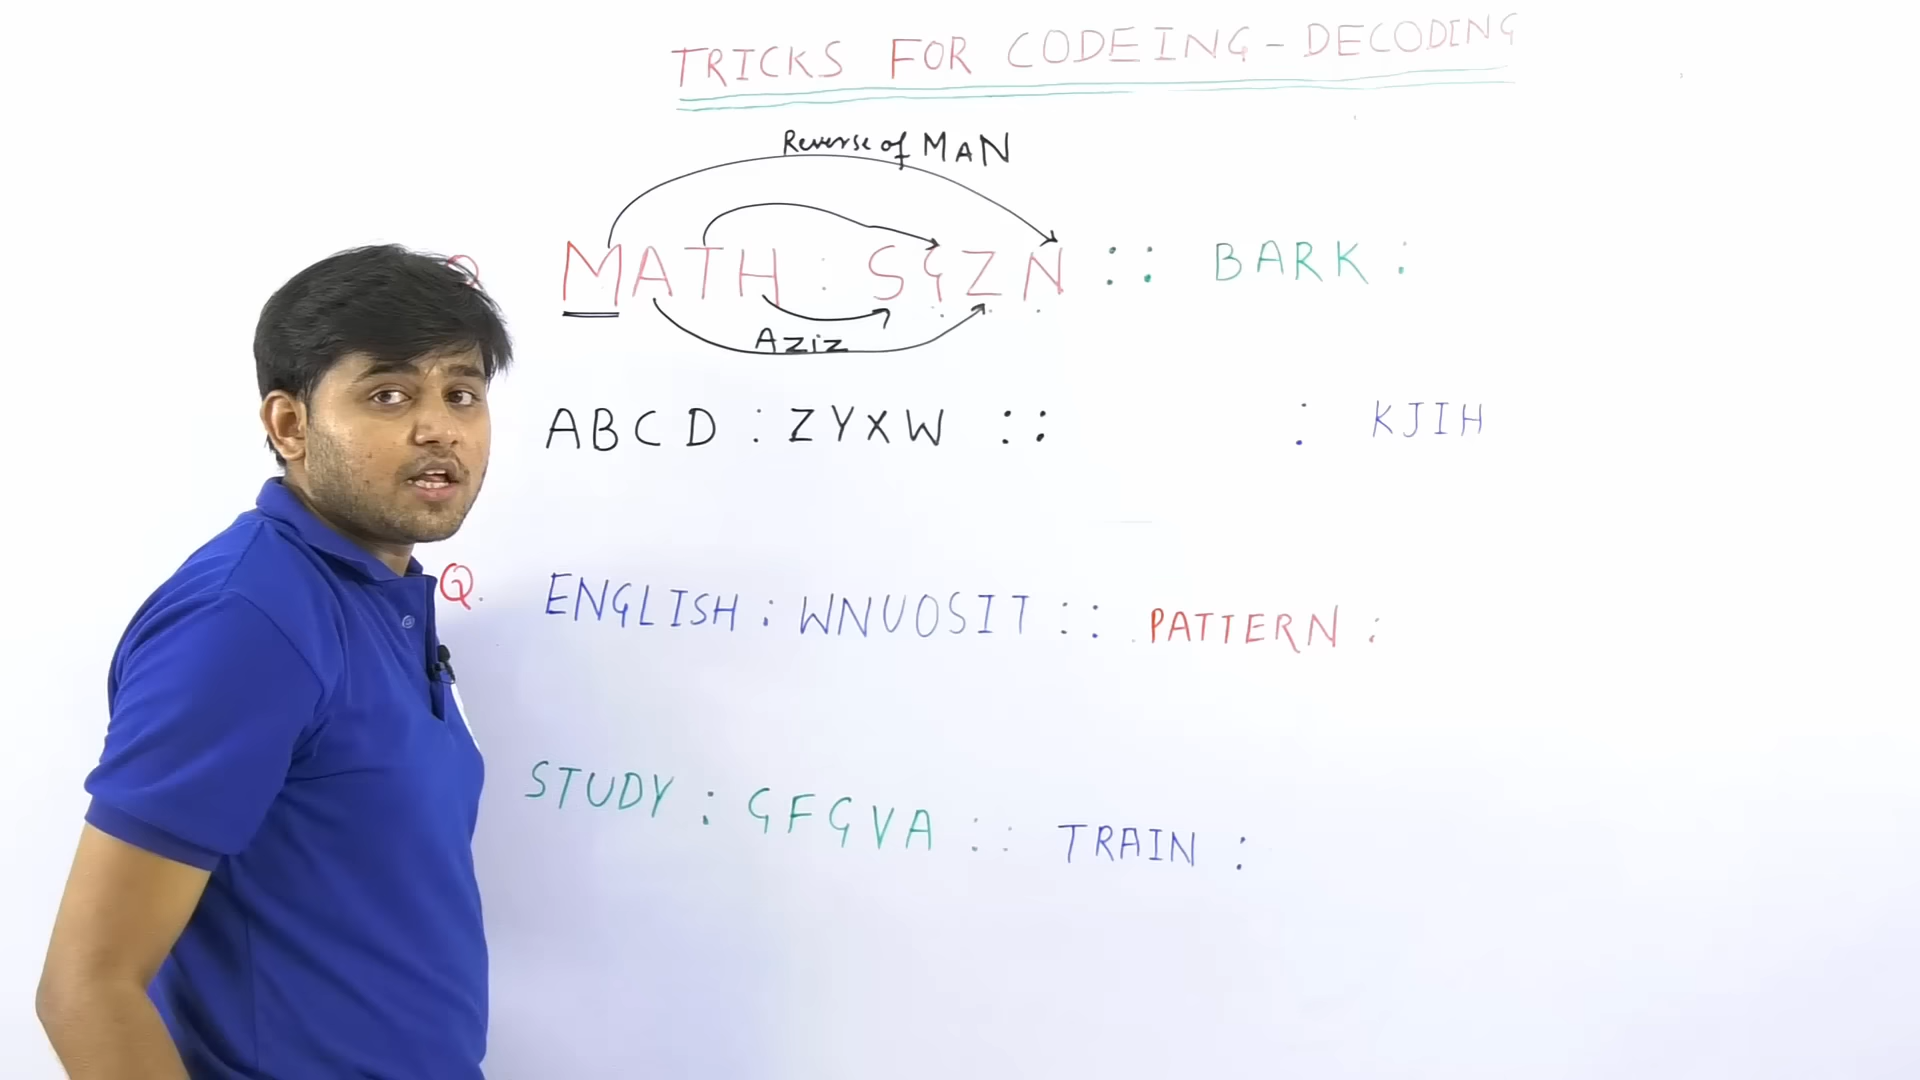 TRICKS FOR CODEING-DECODING
Reverse of MAN
Q MATH : SGZN :: BARK :
Aziz
ABCD : ZYXW :: : KJIH
Q. ENGLISH : WNUOSIT :: PATTERN :
STUDY : GFGVA :: TRAIN :